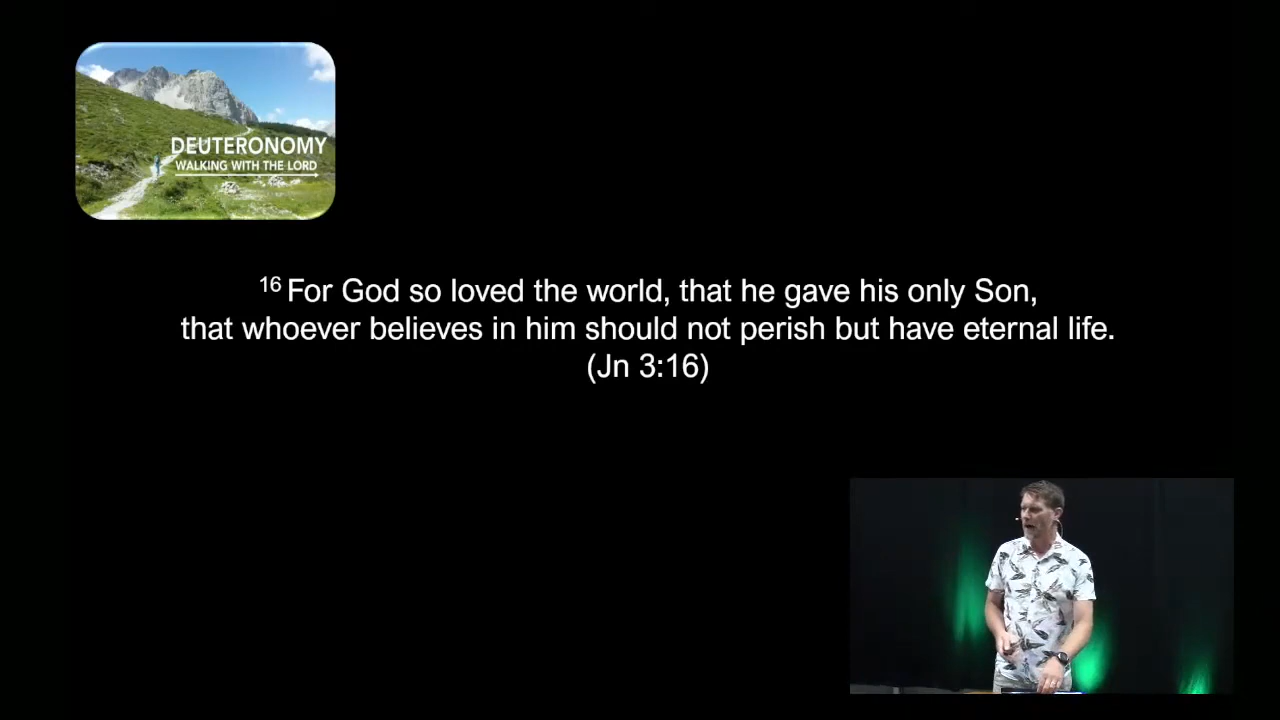 DEUTERONOMY
WALKING WITH THE LORD
16 For God so loved the world, that he gave his only Son,
that whoever believes in him should not perish but have eternal life.
(Jn 3:16)